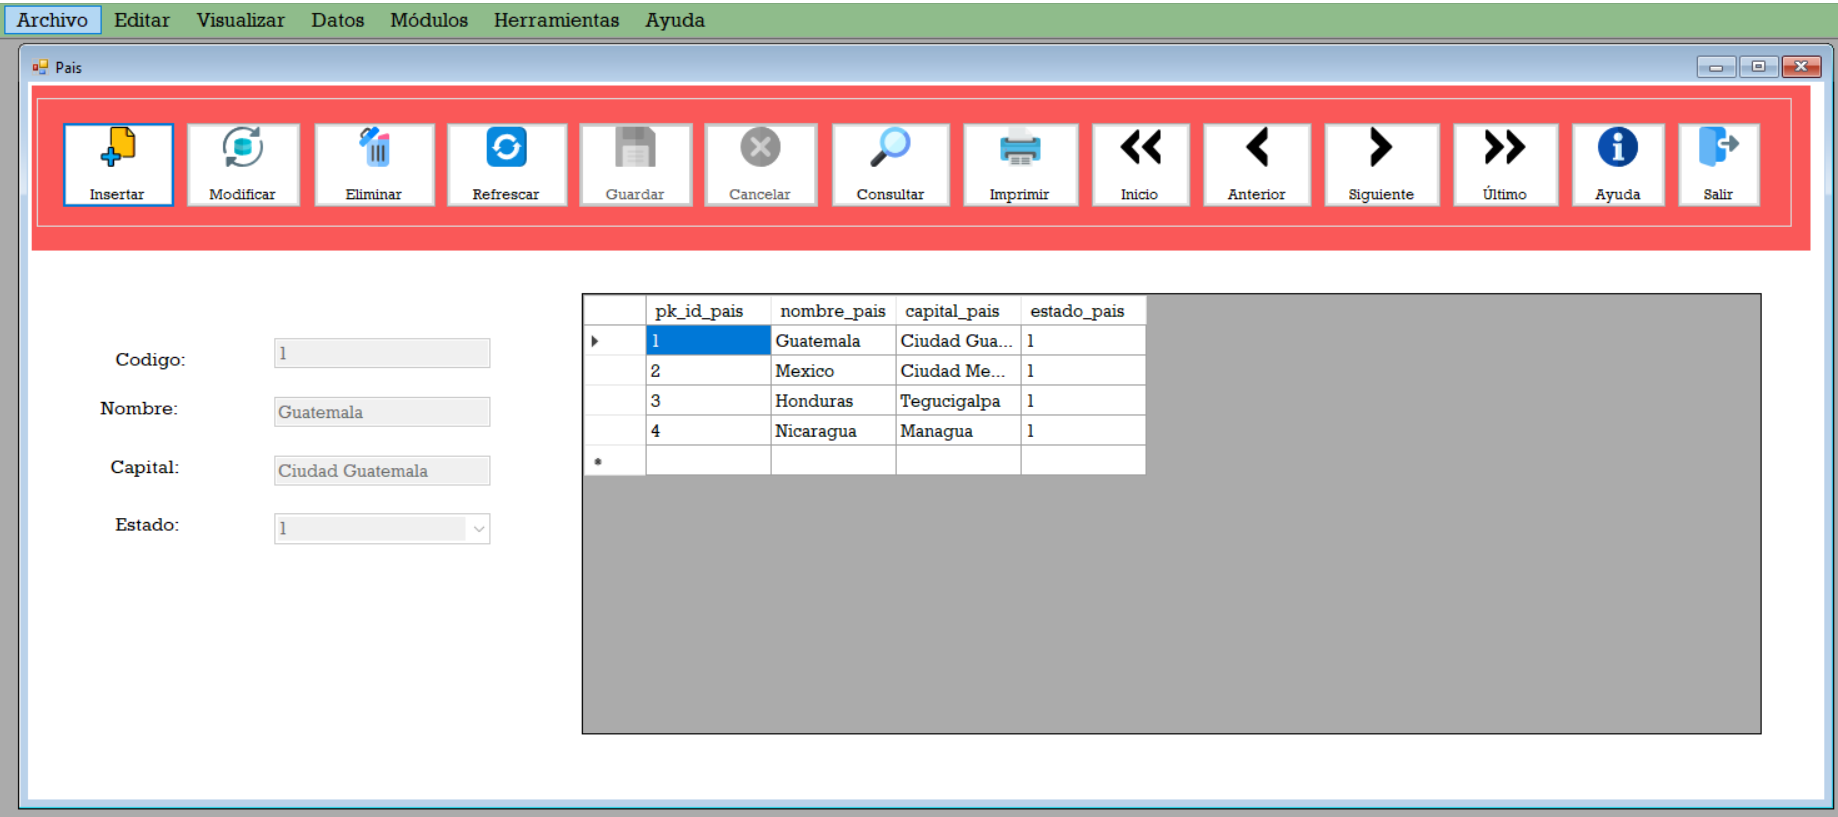 Archivo Editar Visualizar Datos Módulos Herramientas Ayuda
Pais
Insertar Modificar Eliminar Refrescar Guardar Cancelar Consultar Imprimir Inicio Anterior Siguiente Último Ayuda Salir
pk_id_pais nombre_pais capital_pais estado_pais
1 Guatemala Ciudad Gua... 1
2 Mexico Ciudad Me... 1
3 Honduras Tegucigalpa 1
4 Nicaragua Managua 1
Codigo: 1
Nombre: Guatemala
Capital: Ciudad Guatemala
Estado: 1